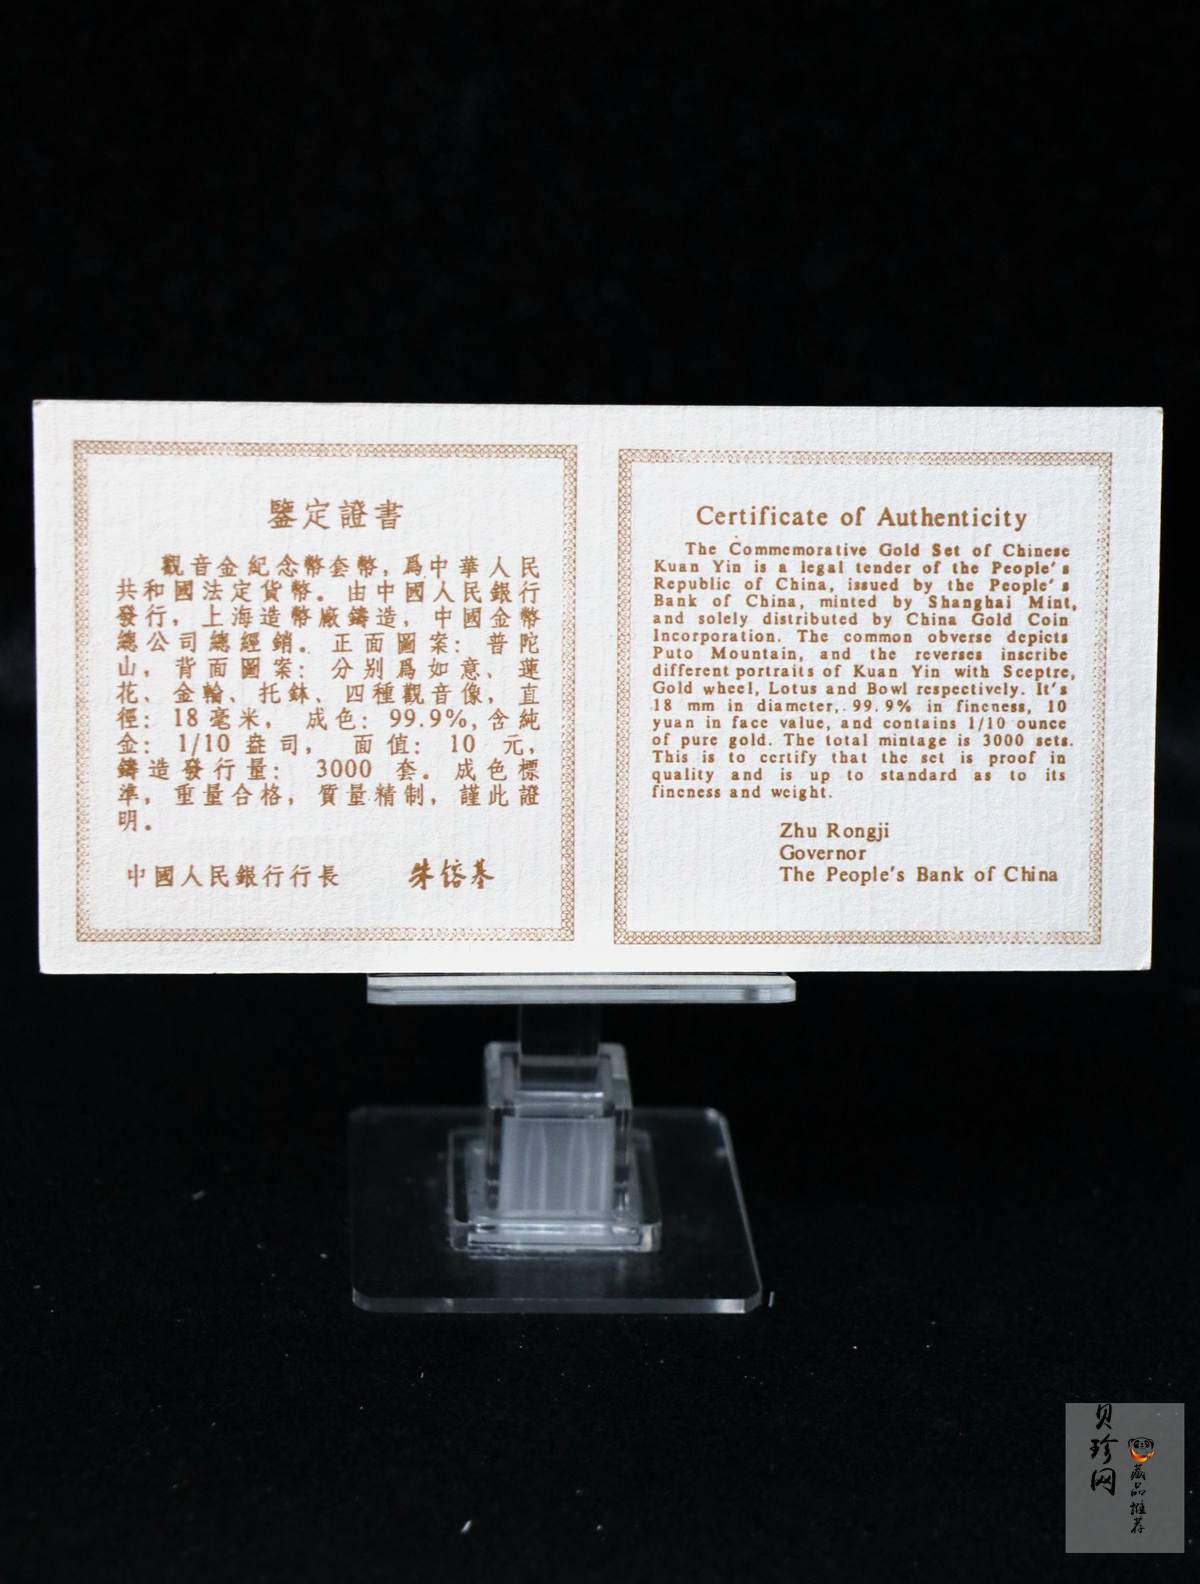 鑒定證書
觀音金紀念幣套幣，爲中華人民
共和國法定貨幣。由中國人民銀行
發行，上海造幣廠鑄造，中國金幣
總公司總經銷。正面圖案：普陀
山，背面圖案：分别爲如意、蓮
花、金輪、托鉢、四種觀音像，直
徑：18毫米，成色：99.9%，含純
金：1/10盎司，面值：10元，
鑄造發行量：3000套。成色標
準，重量合格，質量精制，謹此證
明。
中國人民銀行行長 朱镕基
Certificate of Authenticity
The Commemorative Gold Set of Chinese
Kuan Yin is a legal tender of the People's
Republic of China, issued by the People's
Bank of China, minted by Shanghai Mint,
and solely distributed by China Gold Coin
Incorporation. The common obverse depicts
Puto Mountain, and the reverses inscribe
different portraits of Kuan Yin with Sceptre,
Gold wheel, Lotus and Bowl respectively. It's
18 mm in diameter, 99.9% in fineness, 10
yuan in face value, and contains 1/10 ounce
of pure gold. The total mintage is 3000 sets.
This is to certify that the set is proof in
quality and is up to standard as to its
fineness and weight.
Zhu Rongji
Governor
The People's Bank of China
贝珍网
藏品推荐